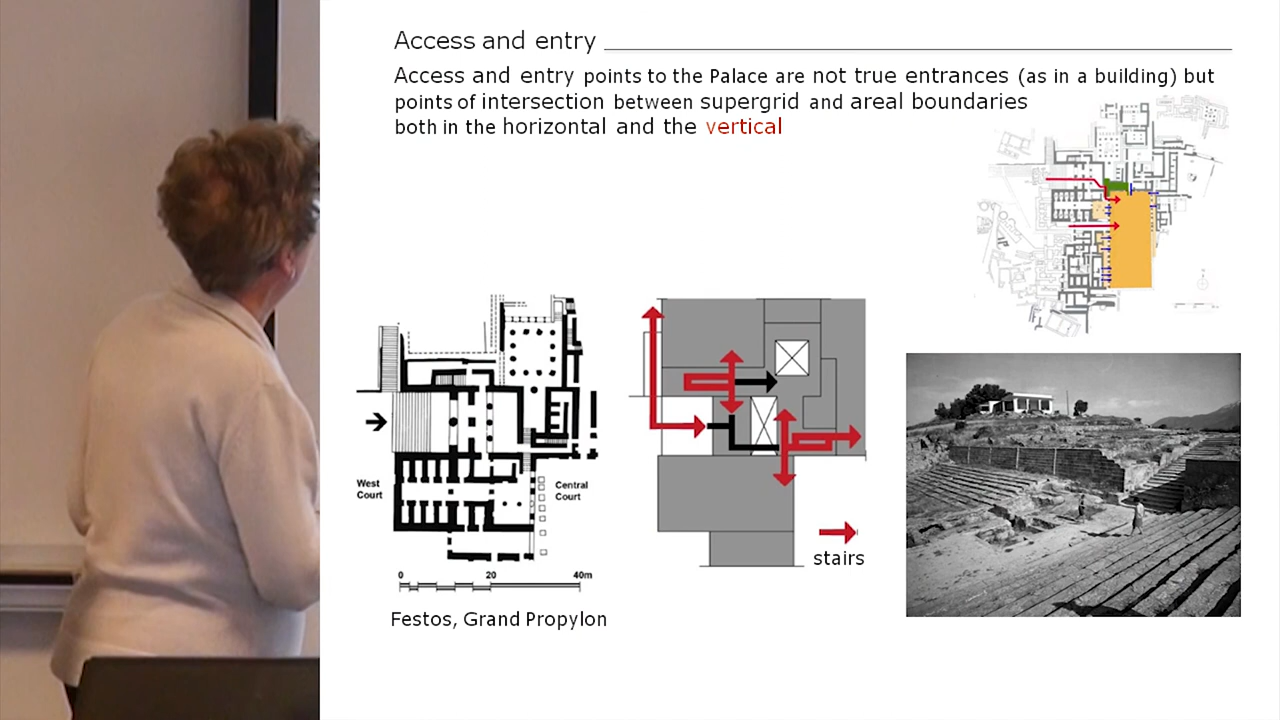 Access and entry
Access and entry points to the Palace are not true entrances (as in a building) but
points of intersection between supergrid and areal boundaries
both in the horizontal and the vertical
West
Court
Central
Court
0 20 40m
Festos, Grand Propylon
stairs